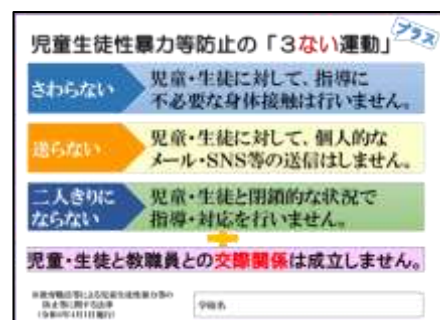 児童生徒性暴力等防止の「3ない運動」
プラス
さわらない
児童・生徒に対して、指導に
不必要な身体接触は行いません。
送らない
児童・生徒に対して、個人的な
メール・SNS等の送信はしません。
二人きりに
ならない
児童・生徒と閉鎖的な状況で
指導・対応を行いません。
児童・生徒と教職員との交際関係は成立しません。
学校名